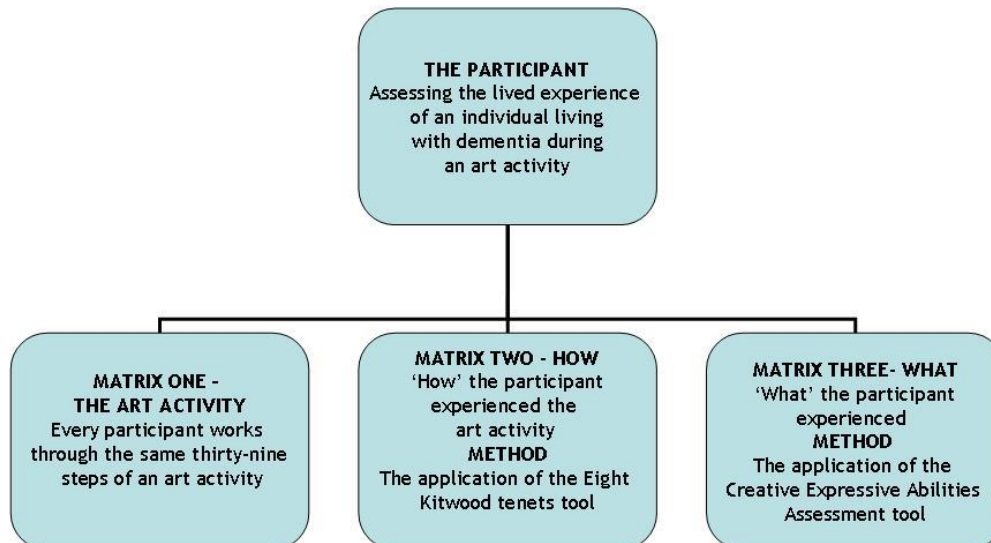 THE PARTICIPANT
Assessing the lived experience
of an individual living
with dementia during
an art activity
MATRIX ONE –
THE ART ACTIVITY
Every participant works
through the same thirty-nine
steps of an art activity
MATRIX TWO - HOW
‘How’ the participant
experienced the
art activity
METHOD
The application of the Eight
Kitwood tenets tool
MATRIX THREE- WHAT
‘What’ the participant
experienced
METHOD
The application of the
Creative Expressive Abilities
Assessment tool